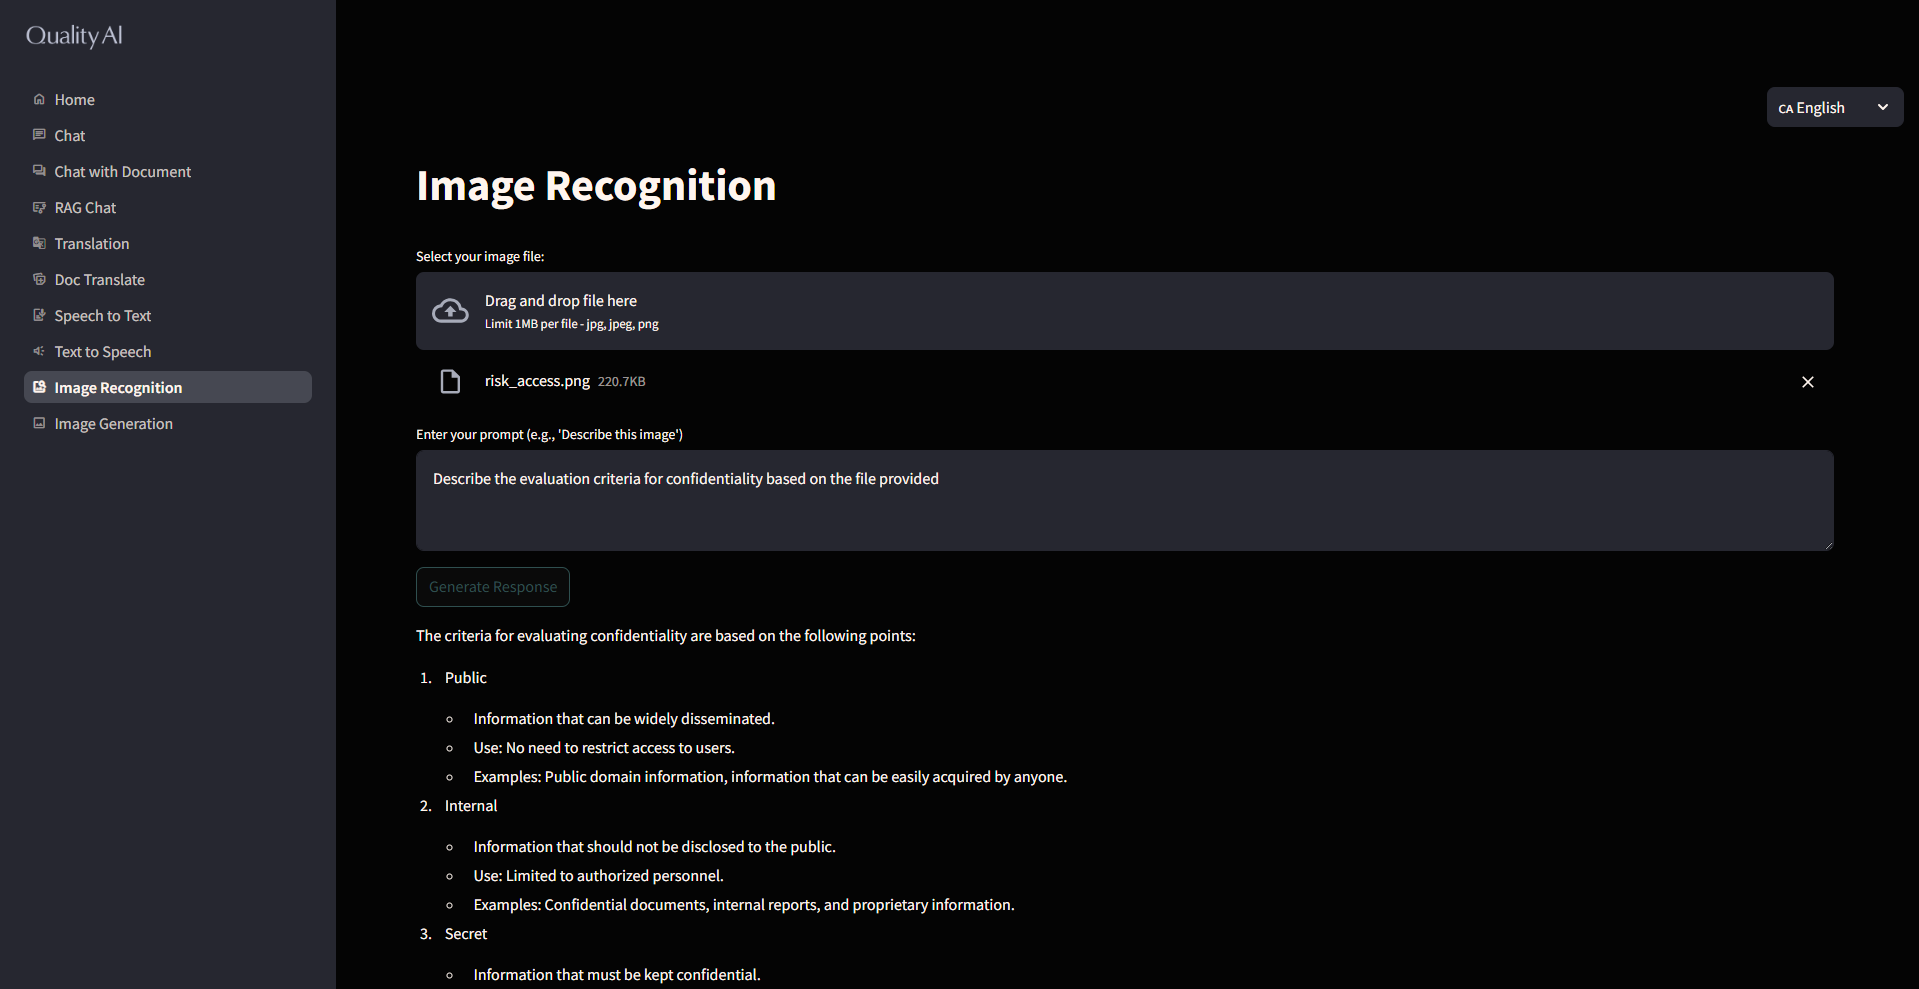 Quality AI
Home
Chat
Chat with Document
RAG Chat
Translation
Doc Translate
Speech to Text
Text to Speech
Image Recognition
Image Generation
CA English
Image Recognition
Select your image file:
Drag and drop file here
Limit 1MB per file - jpg, jpeg, png
risk_access.png 220.7KB
Enter your prompt (e.g., 'Describe this image')
Describe the evaluation criteria for confidentiality based on the file provided
Generate Response
The criteria for evaluating confidentiality are based on the following points:
1. Public
Information that can be widely disseminated.
Use: No need to restrict access to users.
Examples: Public domain information, information that can be easily acquired by anyone.
2. Internal
Information that should not be disclosed to the public.
Use: Limited to authorized personnel.
Examples: Confidential documents, internal reports, and proprietary information.
3. Secret
Information that must be kept confidential.